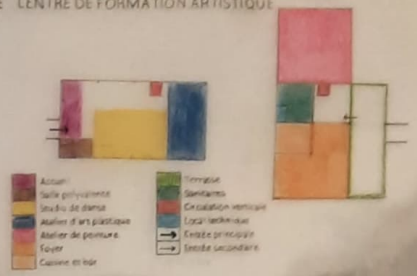 CENTRE DE FORMATION ARTISTIQUE
Accueil
Salle polyvalente
Studio de danse
Atelier d'art plastique
Atelier de peinture
Foyer
Cuisine et bar
Terrasse
Sanitaires
Circulation verticale
Local technique
Entrée principale
Entrée secondaire